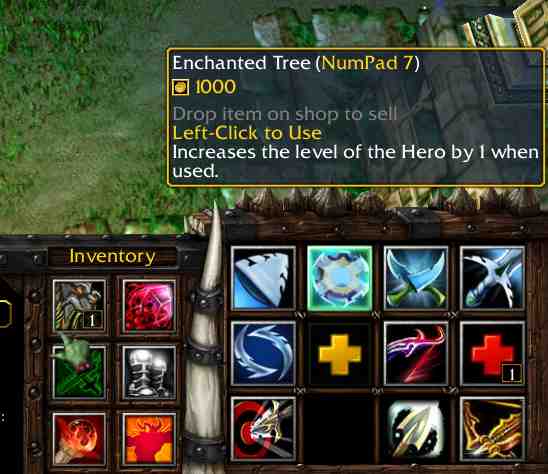 Enchanted Tree (NumPad 7)
1000
Drop item on shop to sell
Left-Click to Use
Increases the level of the Hero by 1 when
used.
Inventory
1
1
: